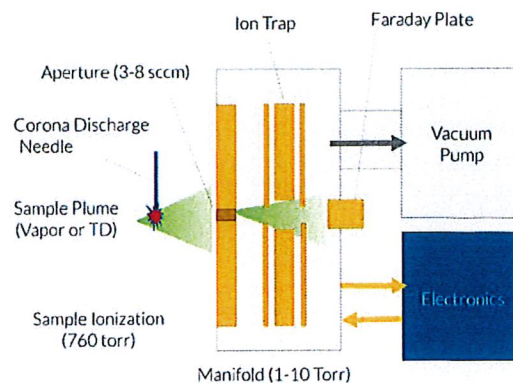 Ion Trap
Faraday Plate
Aperture (3-8 sccm)
Corona Discharge
Needle
Vacuum
Pump
Sample Plume
(Vapor or TD)
Electronics
Sample Ionization
(760 torr)
Manifold (1-10 Torr)